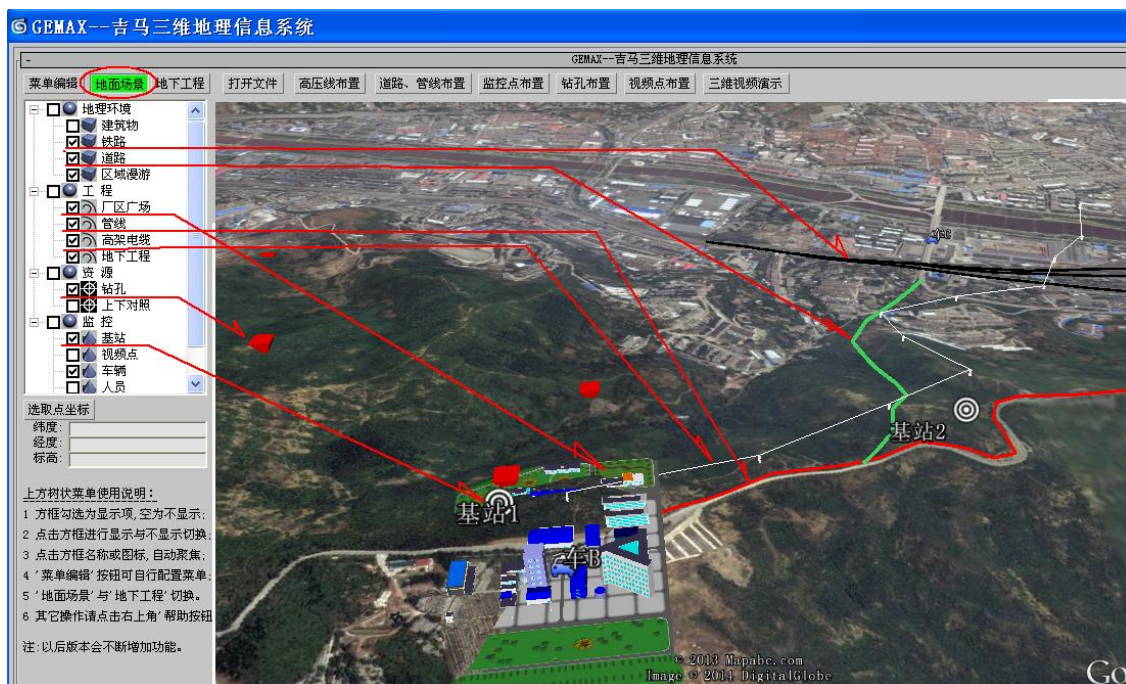 GEMAX--吉马三维地理信息系统
- GEMAX--吉马三维地理信息系统
菜单编辑 地面场景 地下工程 打开文件 高压线布置 道路、管线布置 监控点布置 钻孔布置 视频点布置 三维视频演示
地理环境
建筑物
铁路
道路
区域漫游
工 程
厂区广场
管线
高架电缆
地下工程
资 源
钻孔
上下对照
监 控
基站
视频点
车辆
人员
选取点坐标
纬度:
经度:
标高:
上方树状菜单使用说明:
1 方框勾选为显示项,空为不显示;
2 点击方框进行显示与不显示切换;
3 点击方框名称或图标,自动聚焦;
4 '菜单编辑'按钮可自行配置菜单;
5 '地面场景'与'地下工程'切换。
6 其它操作请点击右上角'帮助按钮
注:以后版本会不断增加功能。
基站2
基站1
车B
© 2013 Mapabc.com
Image © 2014 DigitalGlobe
Go